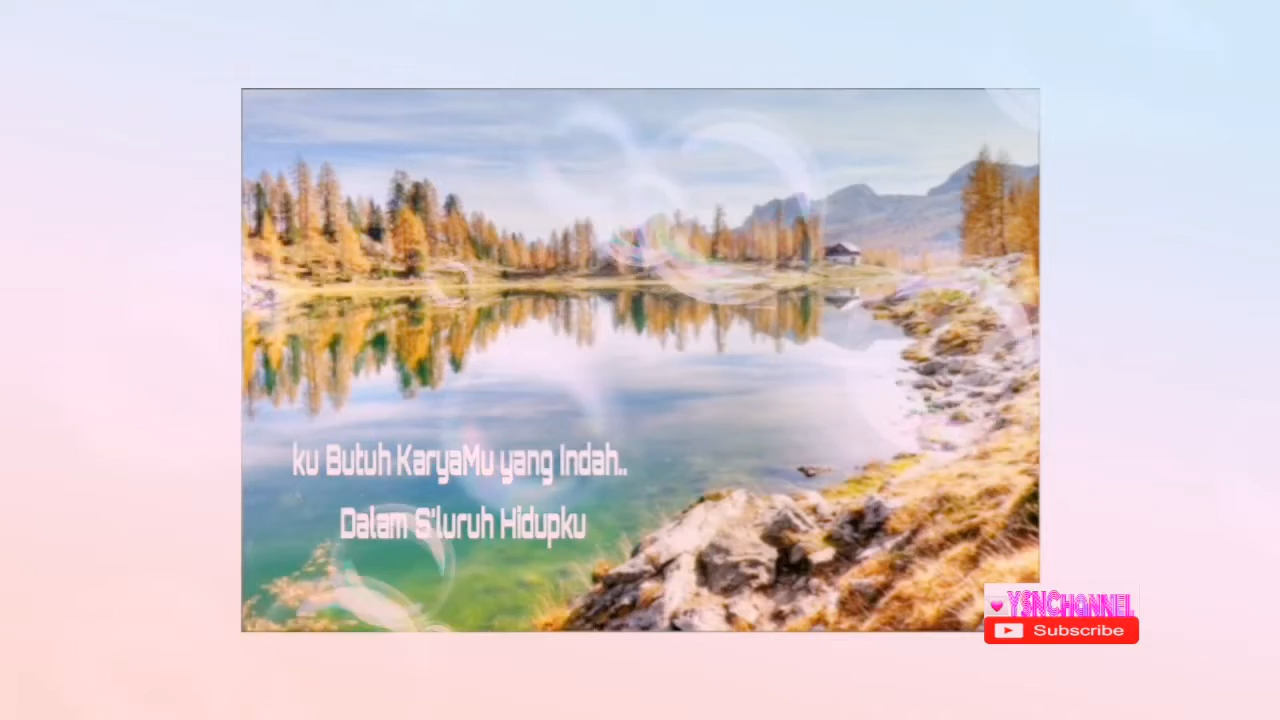 ku Butuh KaryaMu yang Indah..
Dalam S'luruh Hidupku
YSNCHANNEL
Subscribe